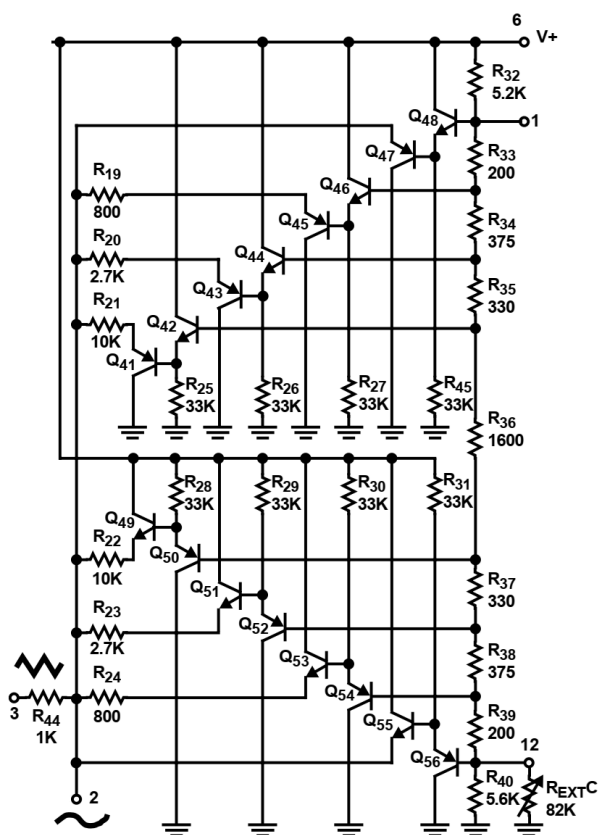 6
V+
R32
5.2K
Q48
1
Q47
R33
200
R19
800
Q46
R34
375
Q45
R20
2.7K
Q44
R35
330
Q43
R21
10K
Q42
Q41
R25
33K
R26
33K
R27
33K
R45
33K
R36
1600
R28
33K
R29
33K
R30
33K
R31
33K
Q49
R22
10K
Q50
Q51
R37
330
R23
2.7K
Q52
R38
375
R24
800
Q53
Q54
3
R44
1K
R39
200
Q55
12
Q56
R40
5.6K
REXTC
82K
2